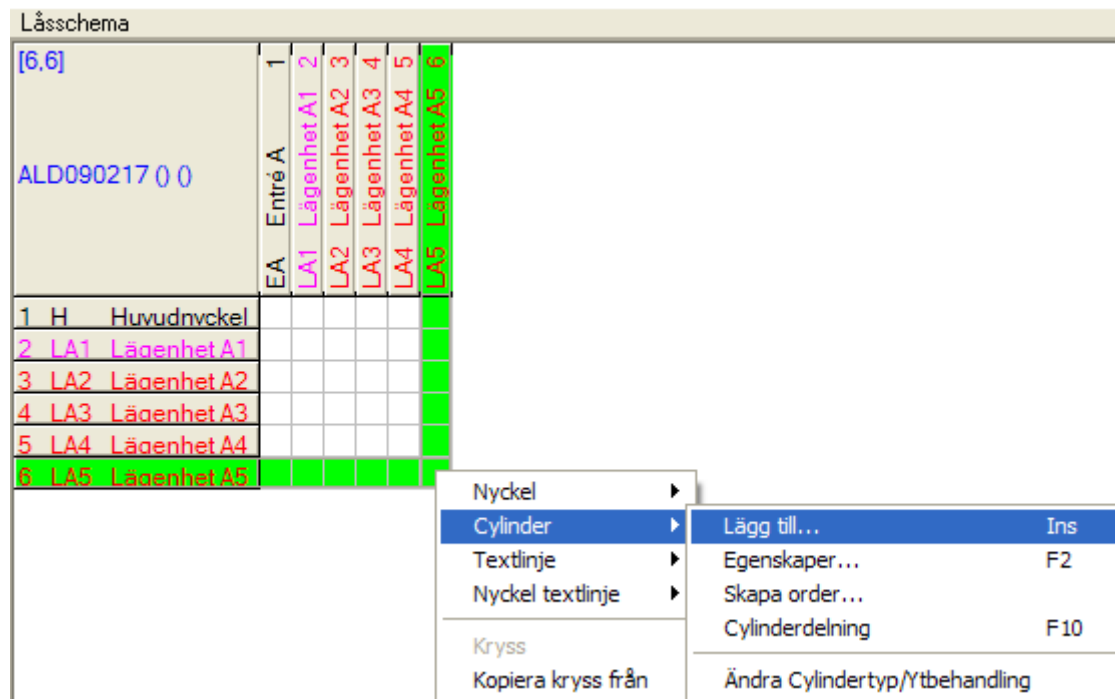 Låsschema
[6,6]
ALD090217 () ()
EA Entré A 1
LA1 Lägenhet A1 2
LA2 Lägenhet A2 3
LA3 Lägenhet A3 4
LA4 Lägenhet A4 5
LA5 Lägenhet A5 6
1 H Huvudnyckel
2 LA1 Lägenhet A1
3 LA2 Lägenhet A2
4 LA3 Lägenhet A3
5 LA4 Lägenhet A4
6 LA5 Lägenhet A5
Nyckel
Cylinder
Textlinje
Nyckel textlinje
Kryss
Kopiera kryss från
Lägg till... Ins
Egenskaper... F2
Skapa order...
Cylinderdelning F10
Ändra Cylindertyp/Ytbehandling